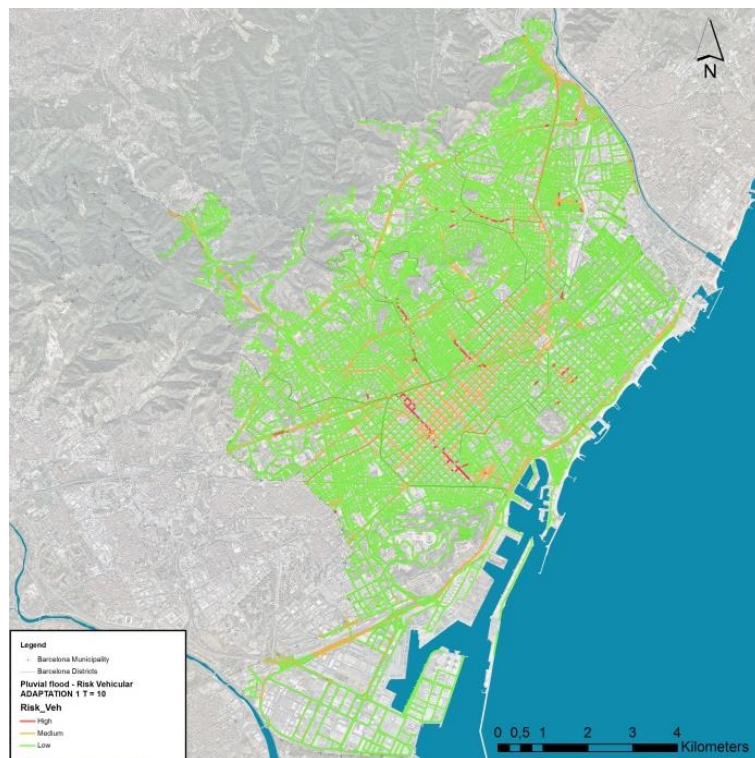 N
Legend
Barcelona Municipality
Barcelona Districts
Pluvial flood - Risk Vehicular
ADAPTATION 1 T = 10
Risk_Veh
High
Medium
Low
0 0,5 1 2 3 4
Kilometers